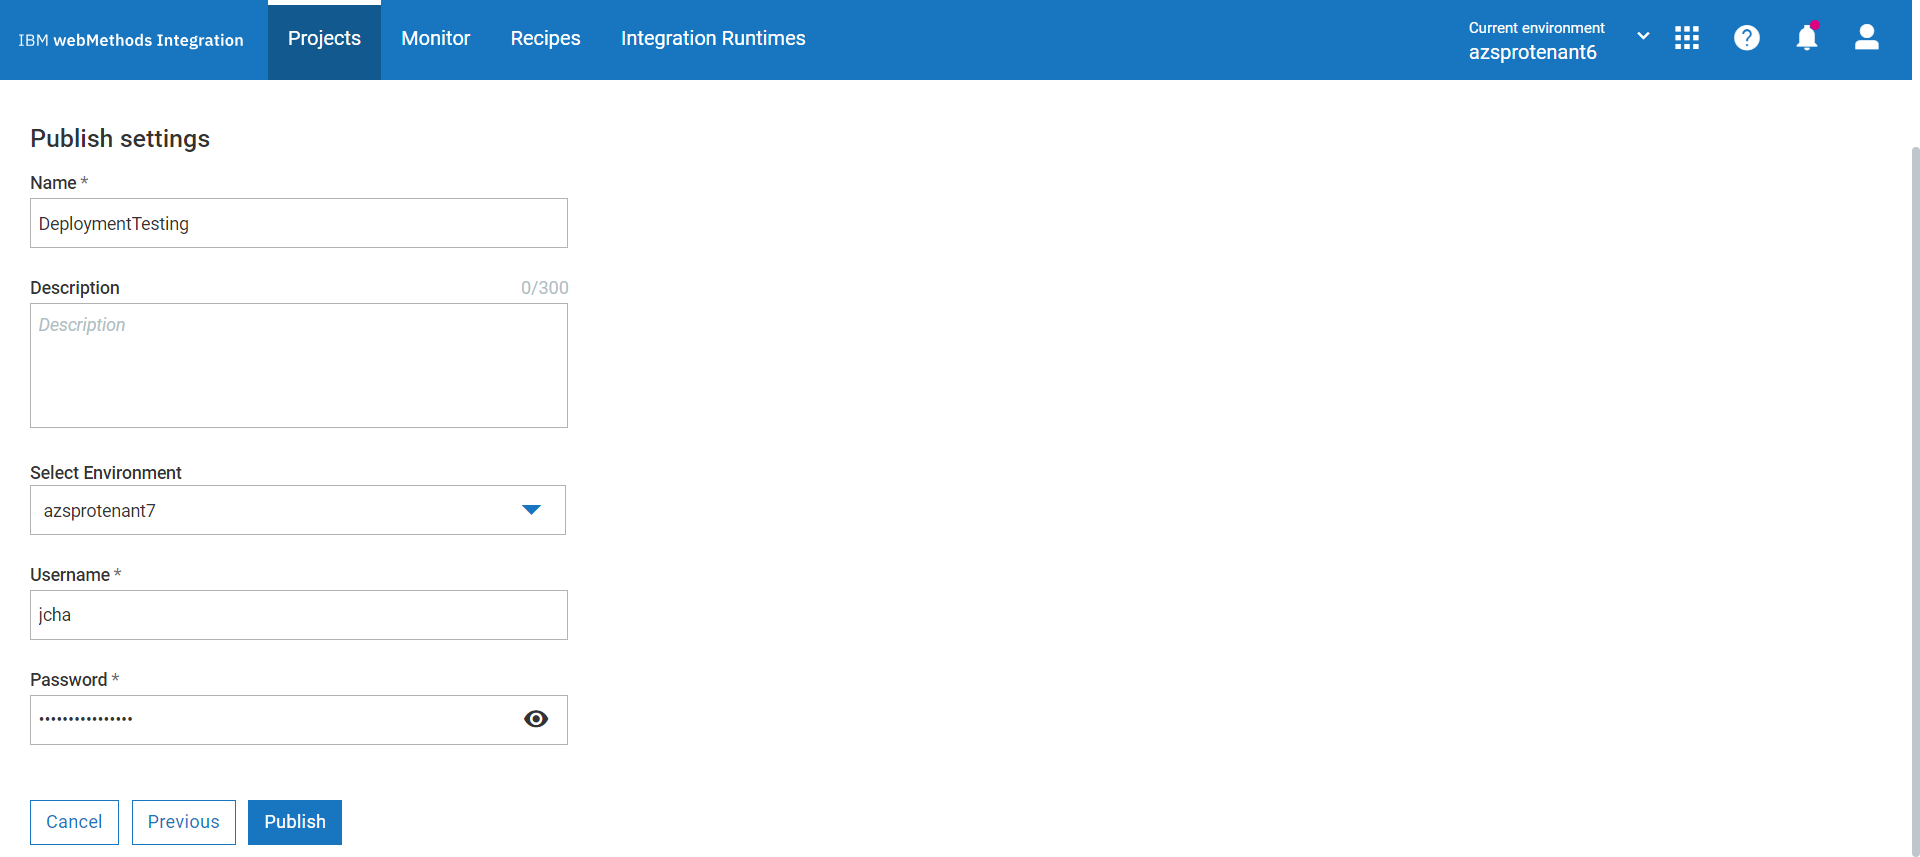 IBM webMethods Integration
Projects
Monitor
Recipes
Integration Runtimes
Current environment
azsprotenant6
Publish settings
Name *
DeploymentTesting
Description 0/300
Description
Select Environment
azsprotenant7
Username *
jcha
Password *
••••••••••••••••
Cancel
Previous
Publish